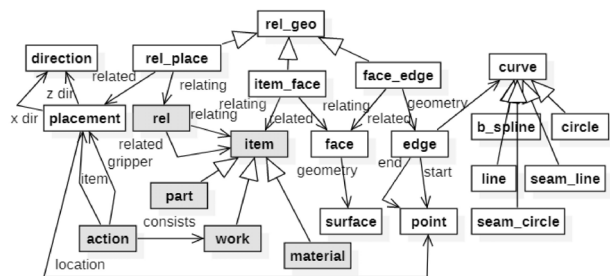 rel_geo
direction
rel_place
item_face
face_edge
curve
z dir
related
relating
x dir
placement
rel
relating
relating
related
relating
related
geometry
b_spline
circle
item
face
edge
related
gripper
item
geometry
end
start
line
seam_line
part
consists
action
work
surface
point
seam_circle
material
location